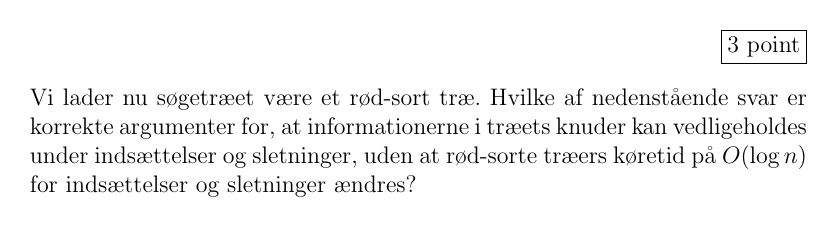 3 point
Vi lader nu søgetræet være et rød-sort træ. Hvilke af nedenstående svar er
korrekte argumenter for, at informationerne i træets knuder kan vedligeholdes
under indsættelser og sletninger, uden at rød-sorte træers køretid på O(log n)
for indsættelser og sletninger ændres?